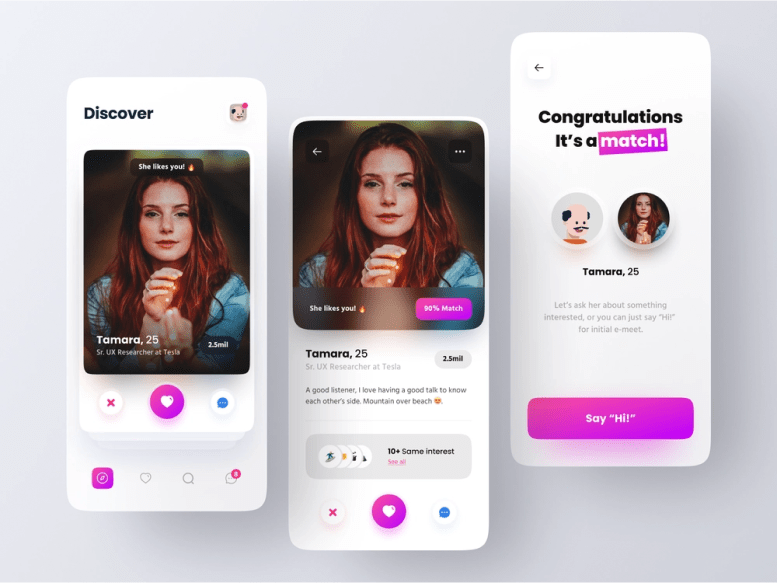 Discover
She likes you! 🔥
Tamara, 25
Sr. UX Researcher at Tesla
2.5mil
8
She likes you! 🔥
90% Match
Tamara, 25
Sr. UX Researcher at Tesla
2.5mil
A good listener, I love having a good talk to know
each other's side. Mountain over beach 😍.
10+ Same interest
See all
Congratulations
It's a match!
Tamara, 25
Let's ask her about something
interested, or you can just say "Hi!"
for initial e-meet.
Say "Hi!"